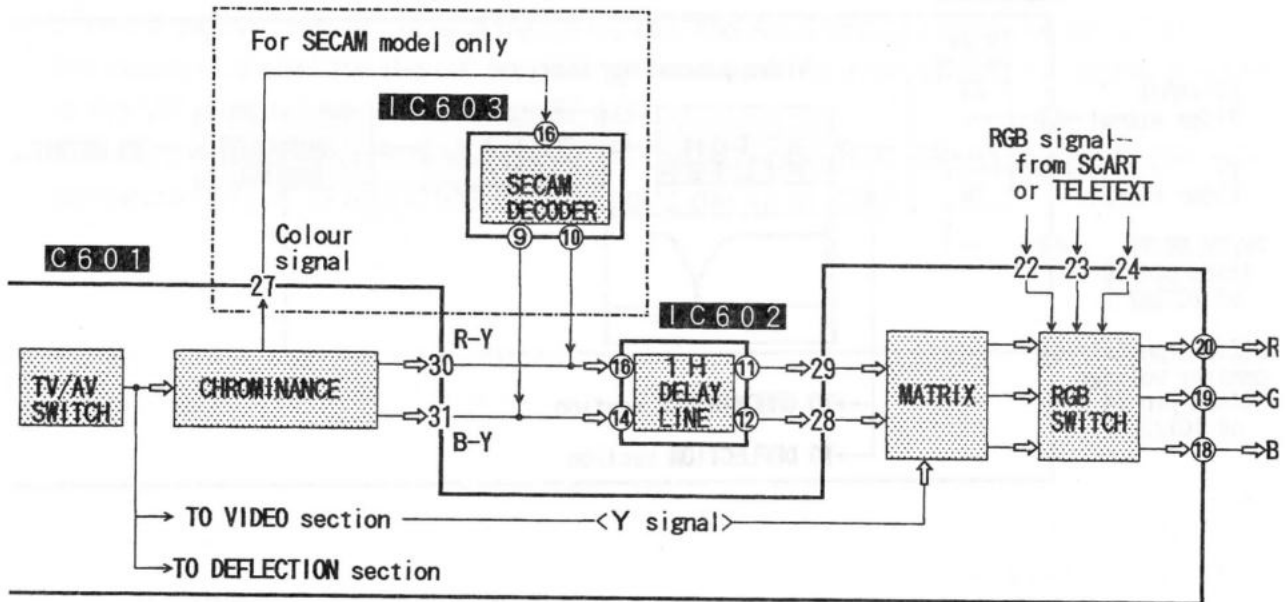 For SECAM model only
IC603
16
SECAM
DECODER
9
10
RGB signal--
from SCART
or TELETEXT
C601
Colour
signal
27
22
23
24
IC602
R-Y
30
16
1H
DELAY
LINE
11
29
TV/AV
SWITCH
CHROMINANCE
MATRIX
RGB
SWITCH
20
R
19
G
31
B-Y
14
12
28
18
B
TO VIDEO section
<Y signal>
TO DEFLECTION section